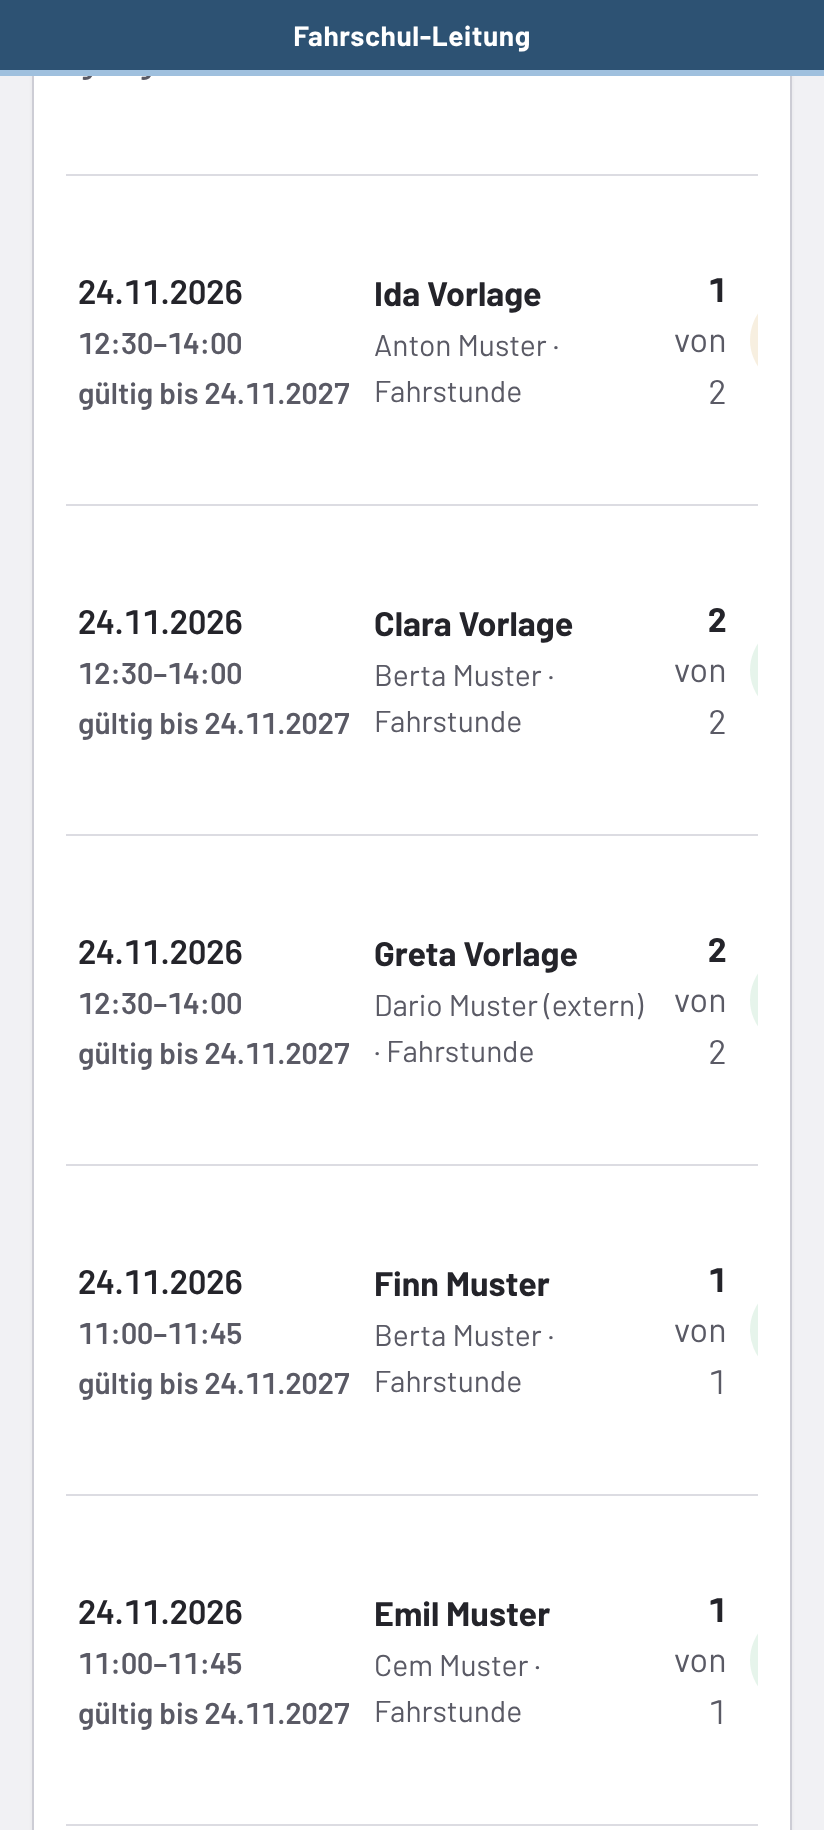 Fahrschul-Leitung
24.11.2026
12:30–14:00
gültig bis 24.11.2027
Ida Vorlage
Anton Muster ·
Fahrstunde
1
von
2
24.11.2026
12:30–14:00
gültig bis 24.11.2027
Clara Vorlage
Berta Muster ·
Fahrstunde
2
von
2
24.11.2026
12:30–14:00
gültig bis 24.11.2027
Greta Vorlage
Dario Muster (extern)
· Fahrstunde
2
von
2
24.11.2026
11:00–11:45
gültig bis 24.11.2027
Finn Muster
Berta Muster ·
Fahrstunde
1
von
1
24.11.2026
11:00–11:45
gültig bis 24.11.2027
Emil Muster
Cem Muster ·
Fahrstunde
1
von
1